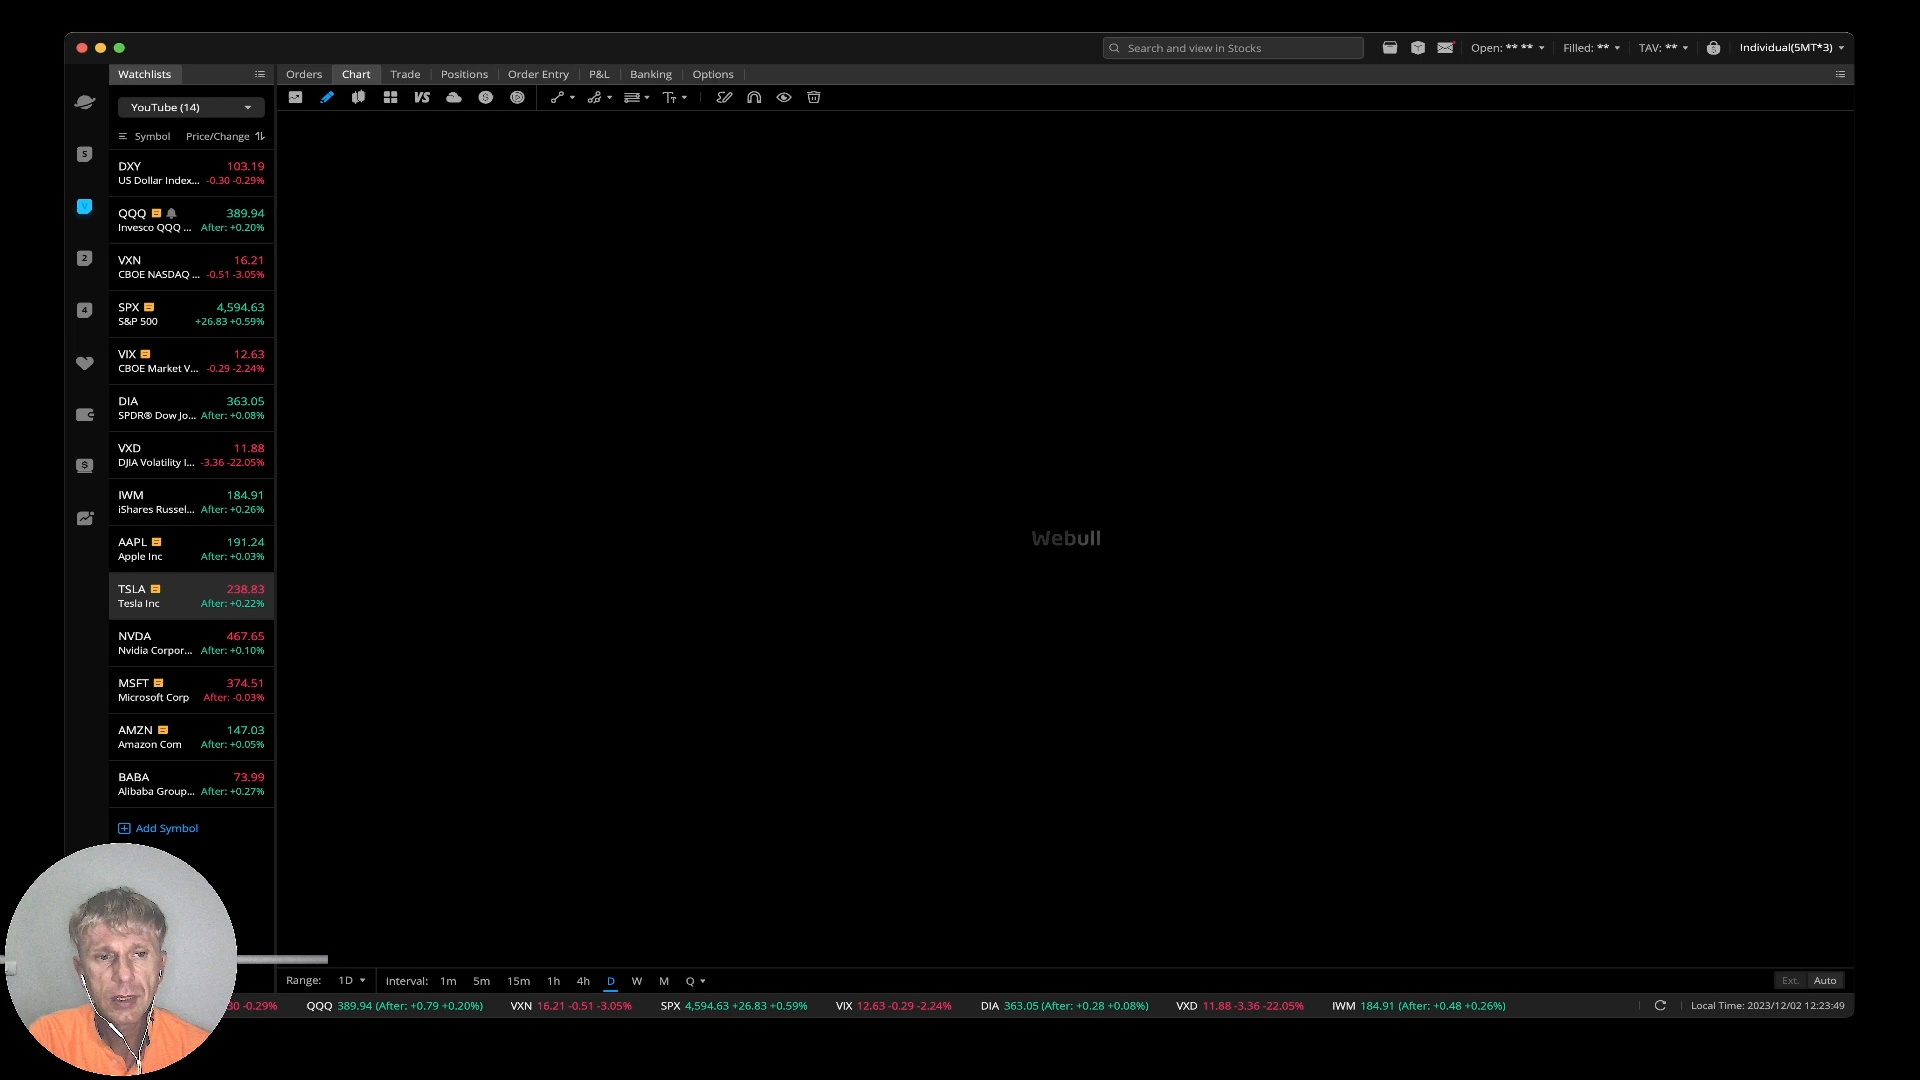 Search and view in Stocks
Open: ** **
Filled: **
TAV: **
Individual(5MT*3)
Watchlists
Orders
Chart
Trade
Positions
Order Entry
P&L
Banking
Options
YouTube (14)
VS
Symbol
Price/Change
DXY 103.19
US Dollar Index... -0.30 -0.29%
QQQ 389.94
Invesco QQQ ... After: +0.20%
VXN 16.21
CBOE NASDAQ ... -0.51 -3.05%
SPX 4,594.63
S&P 500 +26.83 +0.59%
VIX 12.63
CBOE Market V... -0.29 -2.24%
DIA 363.05
SPDR® Dow Jo... After: +0.08%
VXD 11.88
DJIA Volatility I... -3.36 -22.05%
IWM 184.91
iShares Russel... After: +0.26%
AAPL 191.24
Apple Inc After: +0.03%
TSLA 238.83
Tesla Inc After: +0.22%
NVDA 467.65
Nvidia Corpor... After: +0.10%
MSFT 374.51
Microsoft Corp After: -0.03%
AMZN 147.03
Amazon Com After: +0.05%
BABA 73.99
Alibaba Group... After: +0.27%
Add Symbol
S
2
4
$
Webull
Range: 1D Interval: 1m 5m 15m 1h 4h D W M Q
Ext. Auto
30 -0.29% QQQ 389.94 (After: +0.79 +0.20%) VXN 16.21 -0.51 -3.05% SPX 4,594.63 +26.83 +0.59% VIX 12.63 -0.29 -2.24% DIA 363.05 (After: +0.28 +0.08%) VXD 11.88 -3.36 -22.05% IWM 184.91 (After: +0.48 +0.26%)
Local Time: 2023/12/02 12:23:49